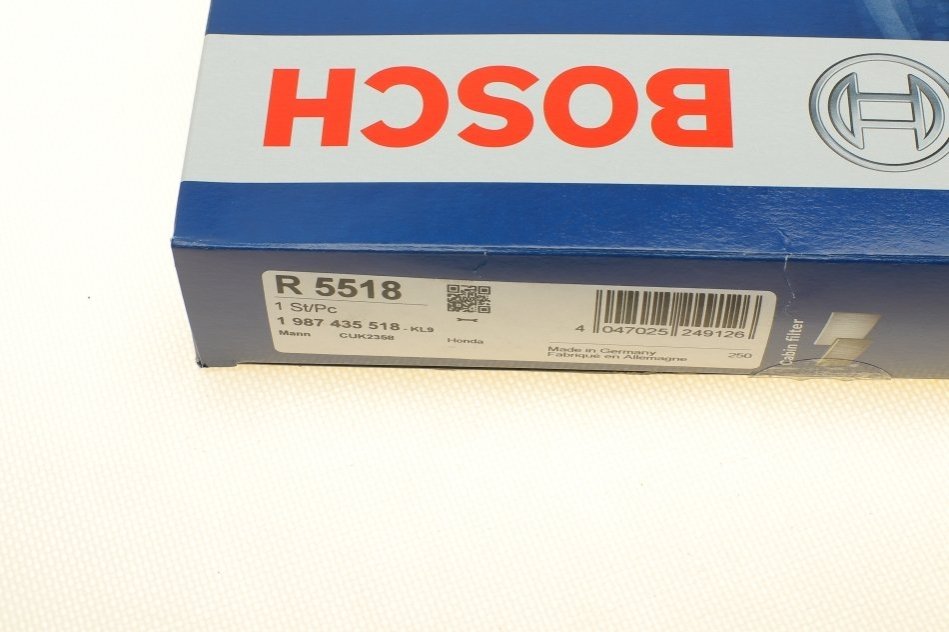 BOSCH
R 5518
1 St/Pc
1 987 435 518 - KL9
Mann CUK2358 Honda
4 047025 249126
Made in Germany
Fabriqué en Allemagne 250
Cabin filter